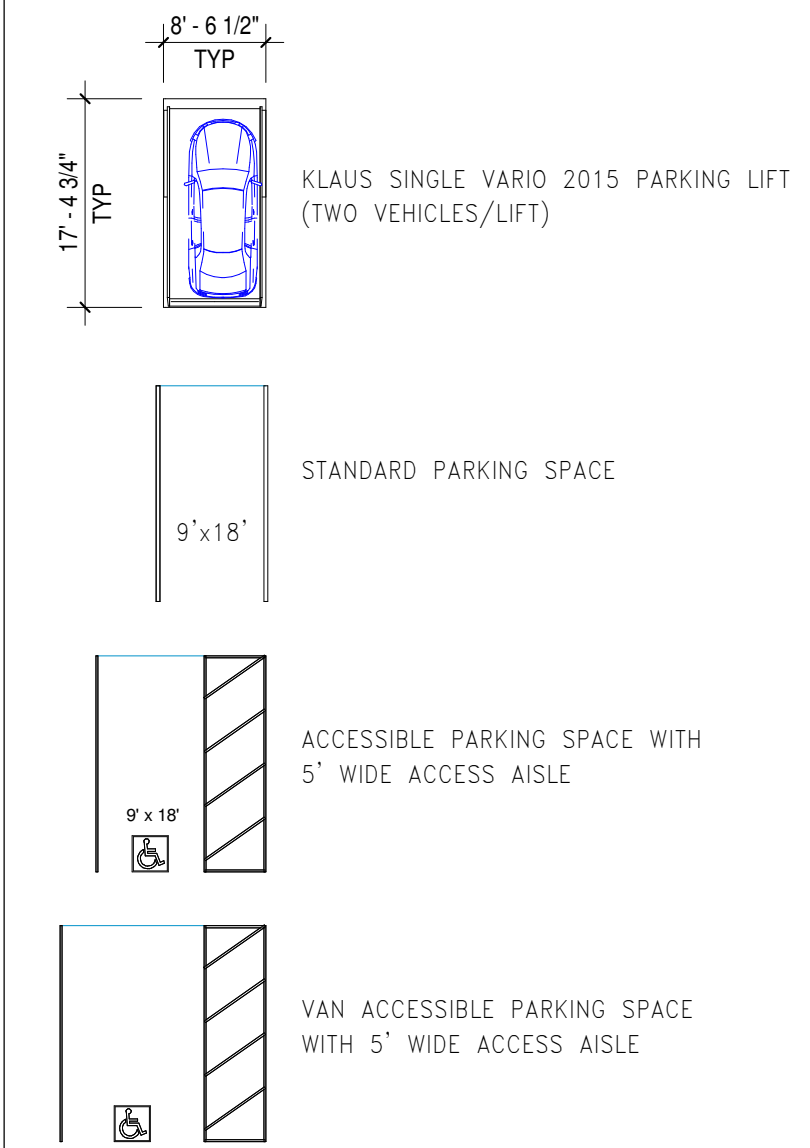 8' - 6 1/2"
TYP
17' - 4 3/4"
TYP
KLAUS SINGLE VARIO 2015 PARKING LIFT
(TWO VEHICLES/LIFT)
STANDARD PARKING SPACE
9'x18'
ACCESSIBLE PARKING SPACE WITH
5' WIDE ACCESS AISLE
9' x 18'
VAN ACCESSIBLE PARKING SPACE
WITH 5' WIDE ACCESS AISLE